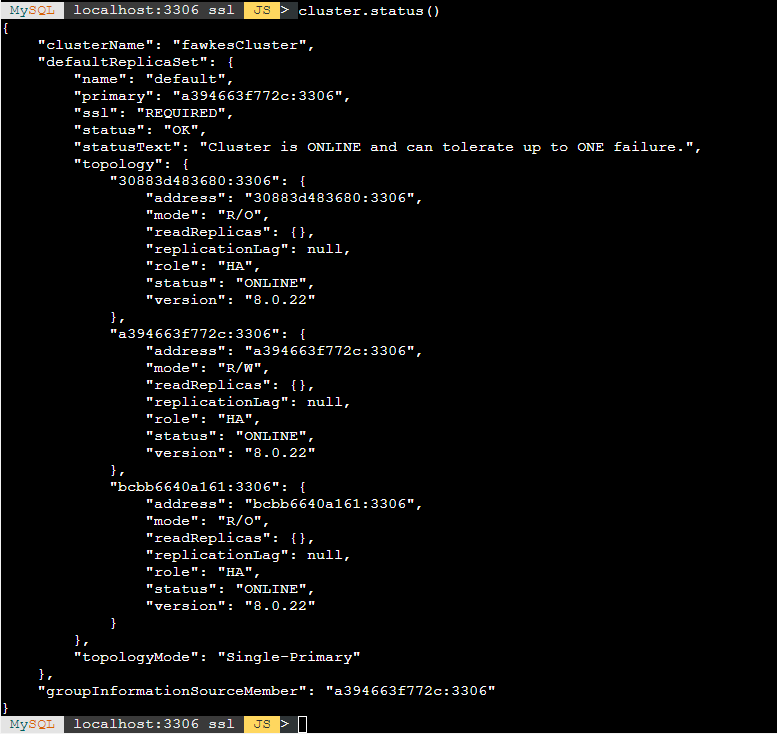 MySQL localhost:3306 ssl JS > cluster.status()
{
    "clusterName": "fawkesCluster",
    "defaultReplicaSet": {
        "name": "default",
        "primary": "a394663f772c:3306",
        "ssl": "REQUIRED",
        "status": "OK",
        "statusText": "Cluster is ONLINE and can tolerate up to ONE failure.",
        "topology": {
            "30883d483680:3306": {
                "address": "30883d483680:3306",
                "mode": "R/O",
                "readReplicas": {},
                "replicationLag": null,
                "role": "HA",
                "status": "ONLINE",
                "version": "8.0.22"
            },
            "a394663f772c:3306": {
                "address": "a394663f772c:3306",
                "mode": "R/W",
                "readReplicas": {},
                "replicationLag": null,
                "role": "HA",
                "status": "ONLINE",
                "version": "8.0.22"
            },
            "bcbb6640a161:3306": {
                "address": "bcbb6640a161:3306",
                "mode": "R/O",
                "readReplicas": {},
                "replicationLag": null,
                "role": "HA",
                "status": "ONLINE",
                "version": "8.0.22"
            }
        },
        "topologyMode": "Single-Primary"
    },
    "groupInformationSourceMember": "a394663f772c:3306"
}
MySQL localhost:3306 ssl JS >